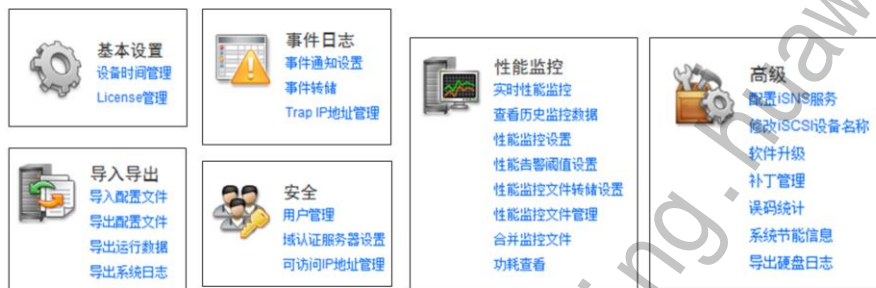 基本设置
设备时间管理
License管理
事件日志
事件通知设置
事件转储
Trap IP地址管理
导入导出
导入配置文件
导出配置文件
导出运行数据
导出系统日志
安全
用户管理
域认证服务器设置
可访问IP地址管理
性能监控
实时性能监控
查看历史监控数据
性能监控设置
性能告警阈值设置
性能监控文件转储设置
性能监控文件管理
合并监控文件
功耗查看
高级
配置iSNS服务
修改iSCSI设备名称
软件升级
补丁管理
误码统计
系统节能信息
导出硬盘日志
ing.huaw